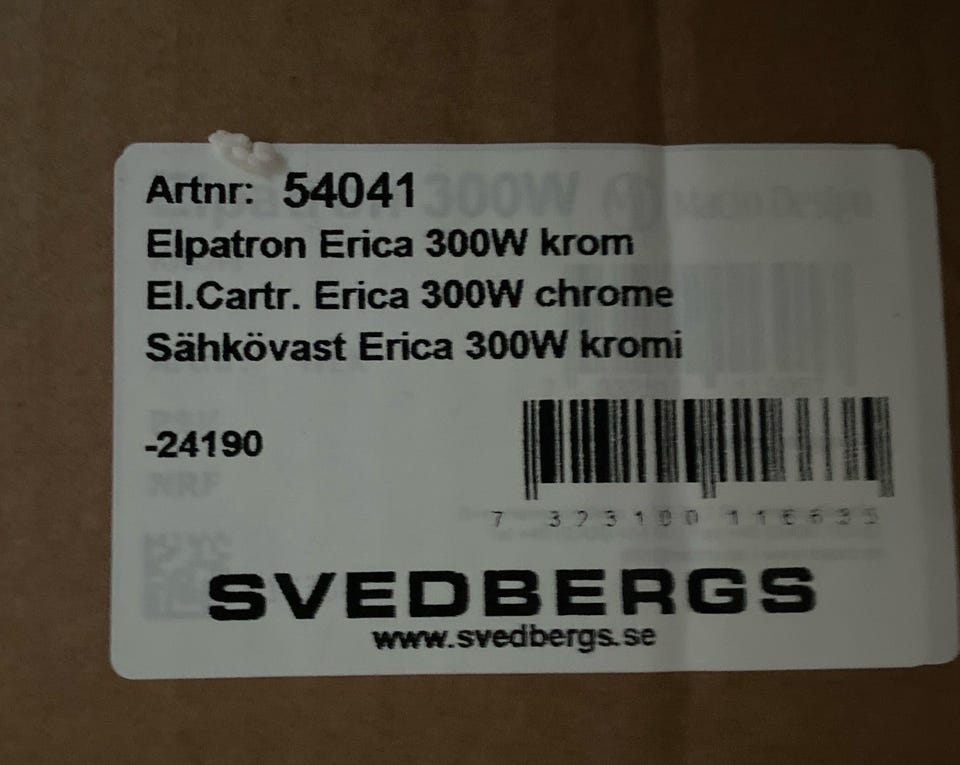 Artnr: 54041
Elpatron Erica 300W krom
El.Cartr. Erica 300W chrome
Sähkövast Erica 300W kromi
-24190
SVEDBERGS
www.svedbergs.se